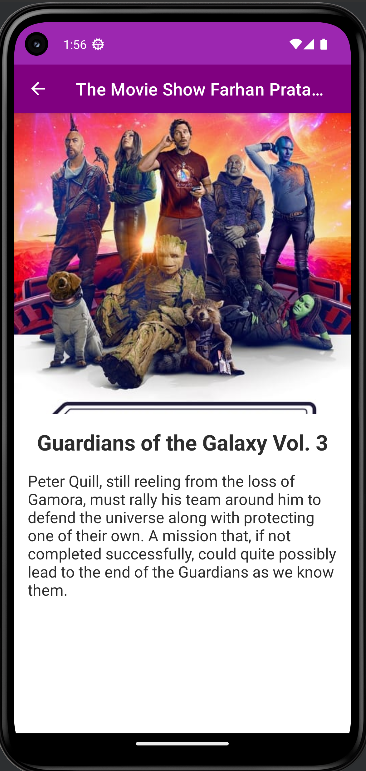 1:56
The Movie Show Farhan Prata...
Guardians of the Galaxy Vol. 3
Peter Quill, still reeling from the loss of
Gamora, must rally his team around him to
defend the universe along with protecting
one of their own. A mission that, if not
completed successfully, could quite possibly
lead to the end of the Guardians as we know
them.